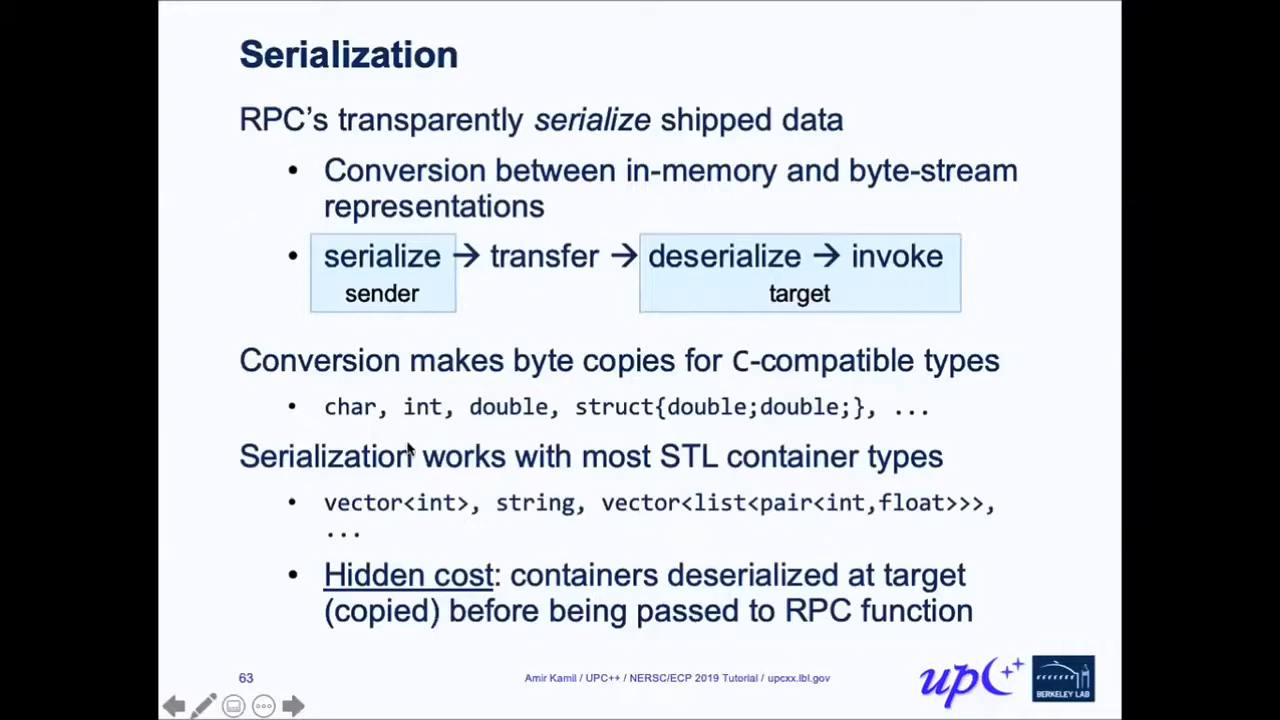 Serialization
RPC's transparently serialize shipped data
• Conversion between in-memory and byte-stream
representations
• serialize → transfer → deserialize → invoke
sender target
Conversion makes byte copies for C-compatible types
• char, int, double, struct{double;double;}, ...
Serialization works with most STL container types
• vector<int>, string, vector<list<pair<int,float>>>,
...
• Hidden cost: containers deserialized at target
(copied) before being passed to RPC function
63 Amir Kamil / UPC++ / NERSC/ECP 2019 Tutorial / upcxx.lbl.gov
upC++
BERKELEY LAB